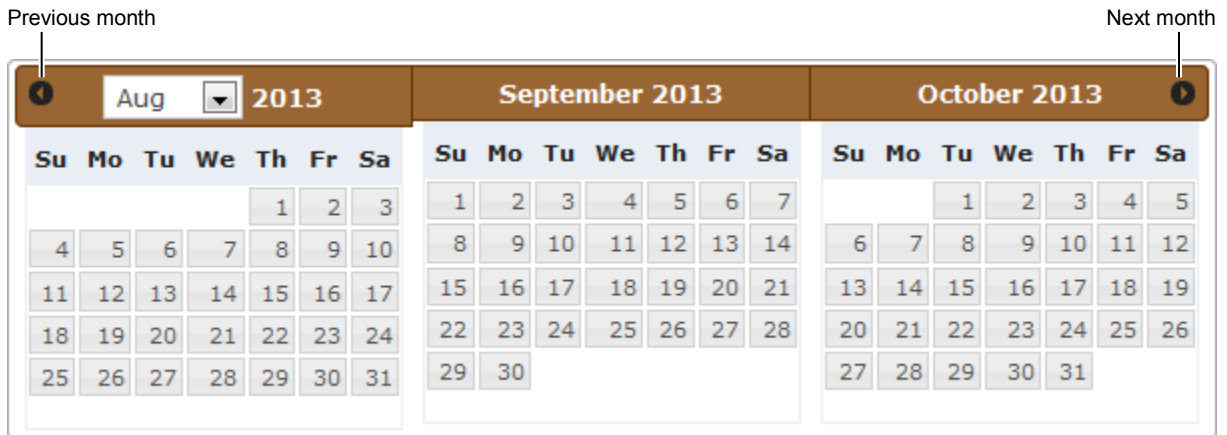 Previous month Next month
Aug 2013 September 2013 October 2013
Su Mo Tu We Th Fr Sa Su Mo Tu We Th Fr Sa Su Mo Tu We Th Fr Sa
1 2 3 1 2 3 4 5 6 7 1 2 3 4 5
4 5 6 7 8 9 10 8 9 10 11 12 13 14 6 7 8 9 10 11 12
11 12 13 14 15 16 17 15 16 17 18 19 20 21 13 14 15 16 17 18 19
18 19 20 21 22 23 24 22 23 24 25 26 27 28 20 21 22 23 24 25 26
25 26 27 28 29 30 31 29 30 27 28 29 30 31